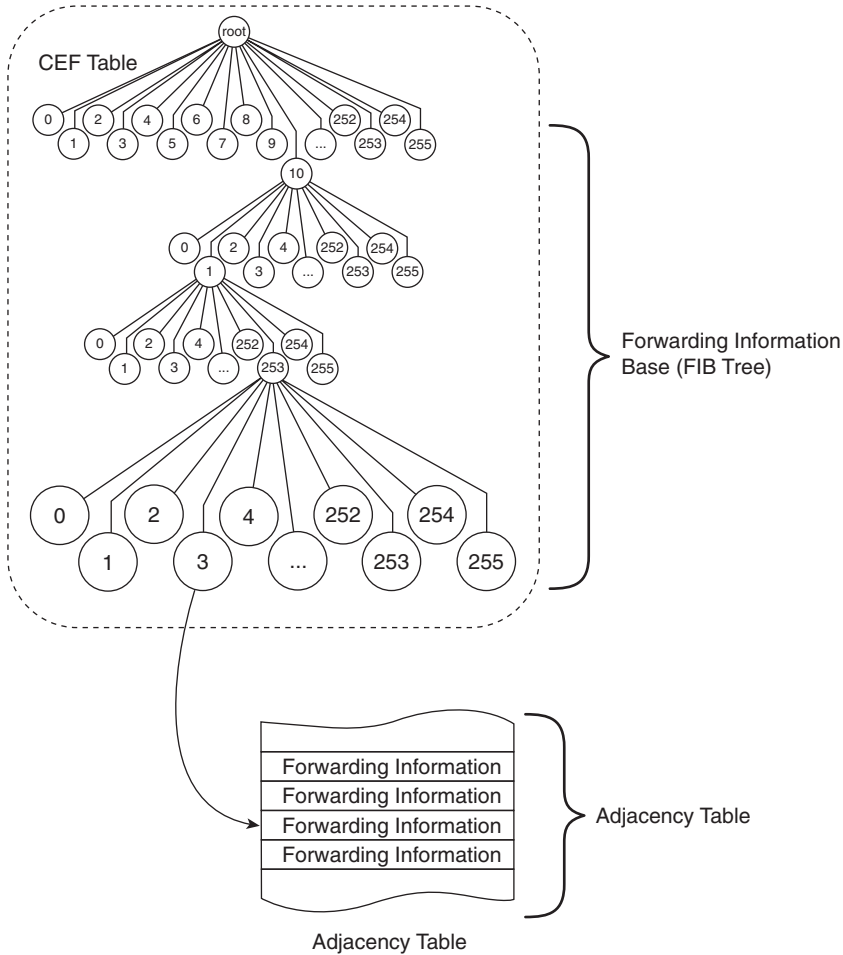 root
CEF Table
0 2 4 6 8 252 254
1 3 5 7 9 ... 253 255
10
0 2 4 252 254
1 3 ... 253 255
0 2 4 252 254
1 3 ... 253 255
0 2 4 252 254
1 3 ... 253 255
Forwarding Information
Base (FIB Tree)
Forwarding Information
Forwarding Information
Forwarding Information
Forwarding Information
Adjacency Table
Adjacency Table